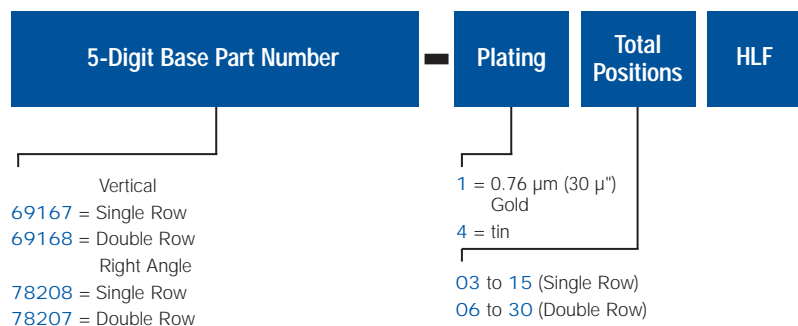 5-Digit Base Part Number - Plating Total Positions HLF
Vertical
69167 = Single Row
69168 = Double Row
Right Angle
78208 = Single Row
78207 = Double Row
1 = 0.76 µm (30 µ")
Gold
4 = tin
03 to 15 (Single Row)
06 to 30 (Double Row)